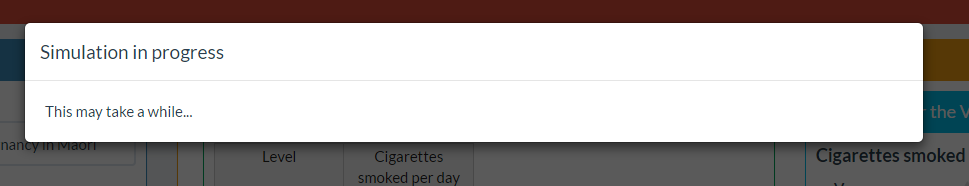 Simulation in progress
This may take a while...
the V
nancy in Maori
Level
Cigarettes
smoked per day
Cigarettes smoked